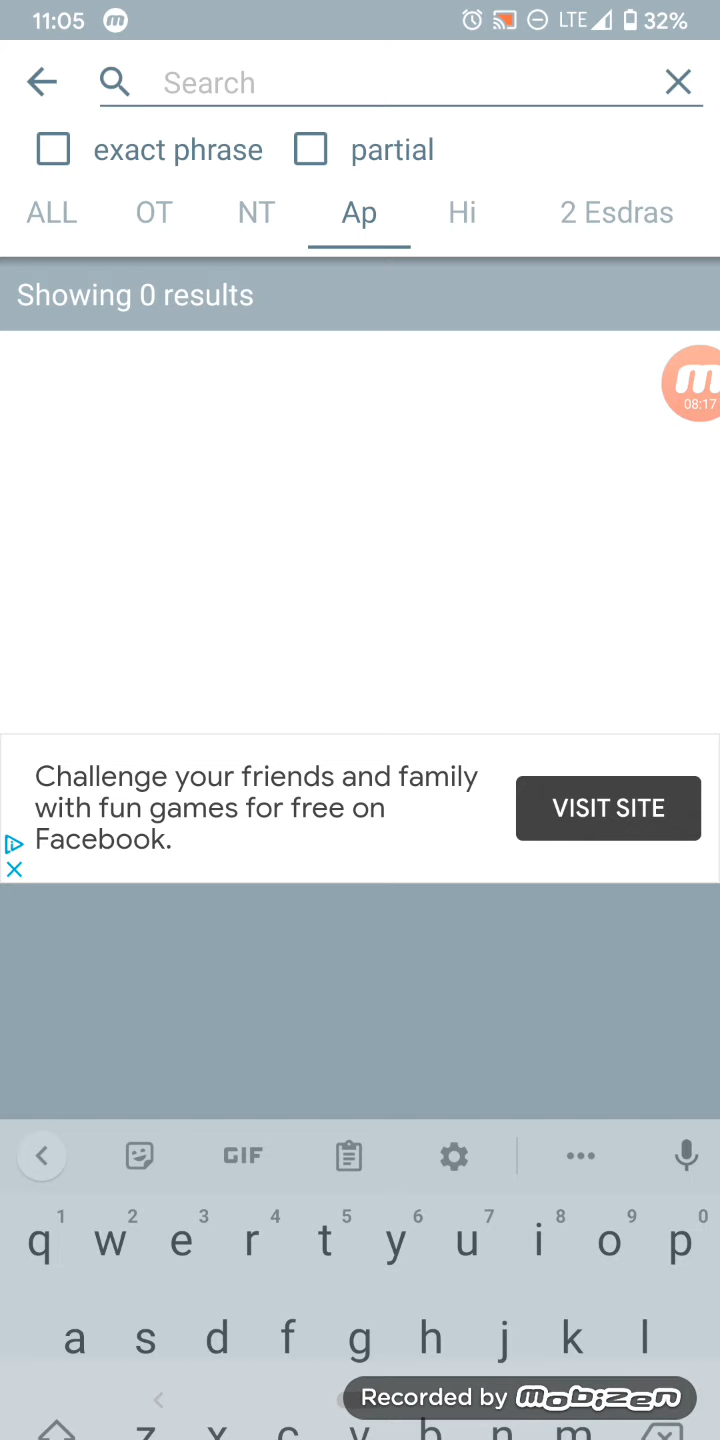 11:05 m LTE 32%
Search
exact phrase partial
ALL OT NT Ap Hi 2 Esdras
Showing 0 results
m
08:17
Challenge your friends and family
with fun games for free on
Facebook.
VISIT SITE
GIF
1 2 3 4 5 6 7 8 9 0
q w e r t y u i o p
a s d f g h j k l
Recorded by mobizen
z x c v b n m